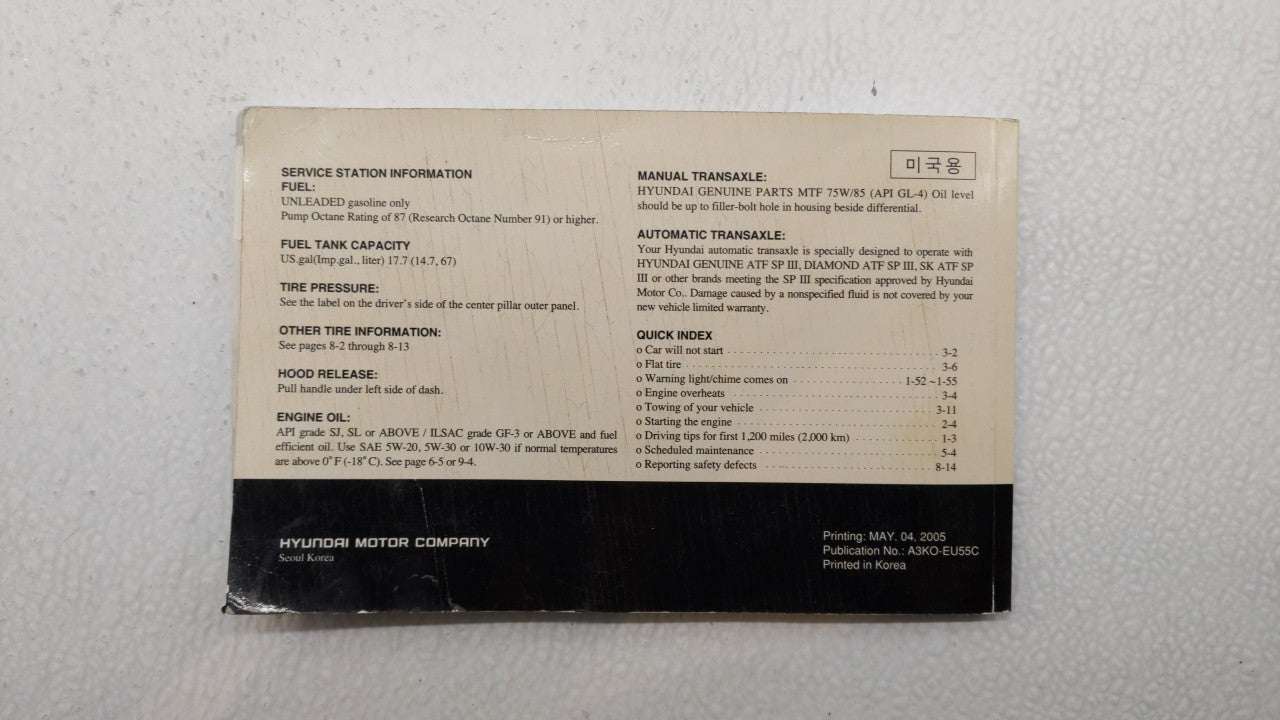 SERVICE STATION INFORMATION
FUEL:
UNLEADED gasoline only
Pump Octane Rating of 87 (Research Octane Number 91) or higher.
FUEL TANK CAPACITY
US.gal(Imp.gal., liter) 17.7 (14.7, 67)
TIRE PRESSURE:
See the label on the driver's side of the center pillar outer panel.
OTHER TIRE INFORMATION:
See pages 8-2 through 8-13
HOOD RELEASE:
Pull handle under left side of dash.
ENGINE OIL:
API grade SJ, SL or ABOVE / ILSAC grade GF-3 or ABOVE and fuel
efficient oil. Use SAE 5W-20, 5W-30 or 10W-30 if normal temperatures
are above 0°F (-18°C). See page 6-5 or 9-4.
미국용
MANUAL TRANSAXLE:
HYUNDAI GENUINE PARTS MTF 75W/85 (API GL-4) Oil level
should be up to filler-bolt hole in housing beside differential.
AUTOMATIC TRANSAXLE:
Your Hyundai automatic transaxle is specially designed to operate with
HYUNDAI GENUINE ATF SP III, DIAMOND ATF SP III, SK ATF SP
III or other brands meeting the SP III specification approved by Hyundai
Motor Co.. Damage caused by a nonspecified fluid is not covered by your
new vehicle limited warranty.
QUICK INDEX
o Car will not start 3-2
o Flat tire 3-6
o Warning light/chime comes on 1-52 ~ 1-55
o Engine overheats 3-4
o Towing of your vehicle 3-11
o Starting the engine 2-4
o Driving tips for first 1,200 miles (2,000 km) 1-3
o Scheduled maintenance 5-4
o Reporting safety defects 8-14
HYUNDAI MOTOR COMPANY
Seoul Korea
Printing: MAY. 04, 2005
Publication No.: A3KO-EU55C
Printed in Korea